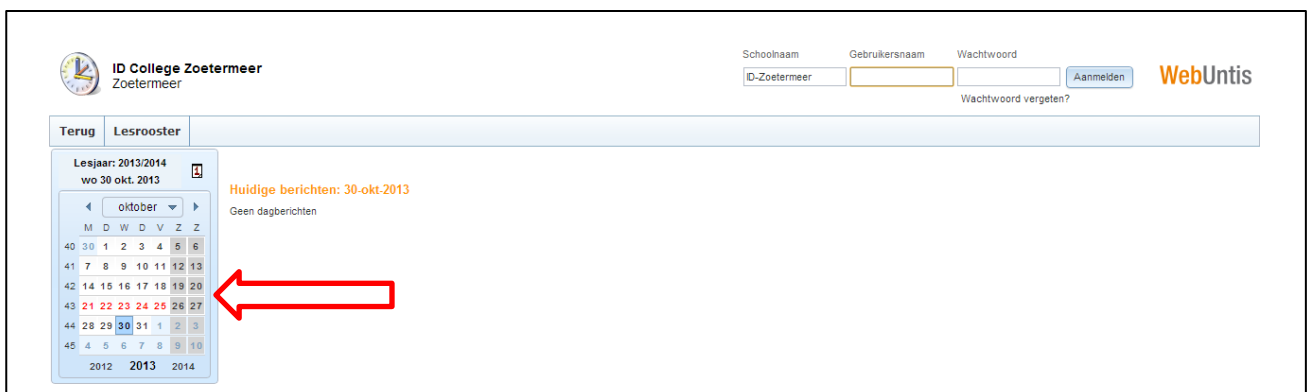 ID College Zoetermeer
Zoetermeer
Schoolnaam Gebruikersnaam Wachtwoord
ID-Zoetermeer Aanmelden
Wachtwoord vergeten?
WebUntis
Terug Lesrooster
Lesjaar: 2013/2014
wo 30 okt. 2013
1
oktober
M D W D V Z Z
40 30 1 2 3 4 5 6
41 7 8 9 10 11 12 13
42 14 15 16 17 18 19 20
43 21 22 23 24 25 26 27
44 28 29 30 31 1 2 3
45 4 5 6 7 8 9 10
2012 2013 2014
Huidige berichten: 30-okt-2013
Geen dagberichten